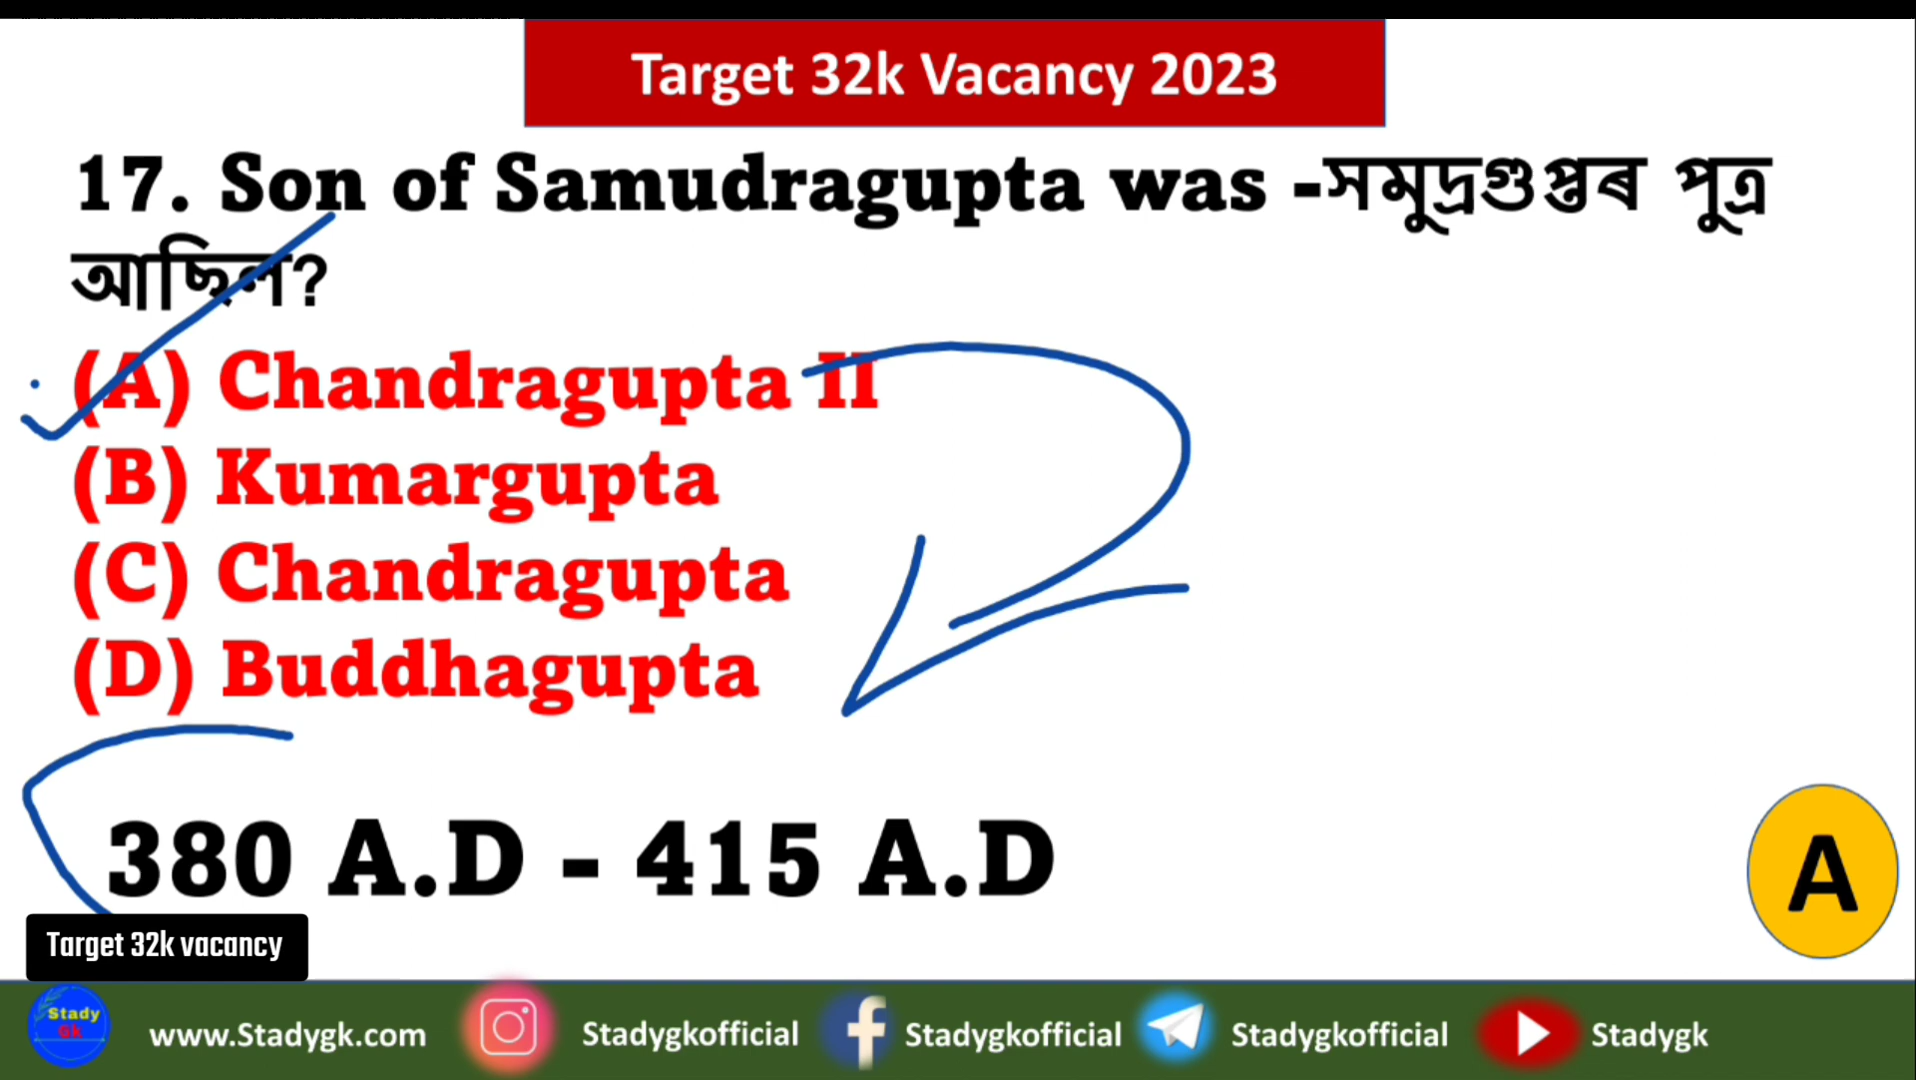 Target 32k Vacancy 2023
17. Son of Samudragupta was -সমুদ্ৰগুপ্তৰ পুত্ৰ
আছিল?
(A) Chandragupta II
(B) Kumargupta
(C) Chandragupta
(D) Buddhagupta
380 A.D - 415 A.D
A
Target 32k vacancy
Stady
Gk
www.Stadygk.com
Stadygkofficial
Stadygkofficial
Stadygkofficial
Stadygk